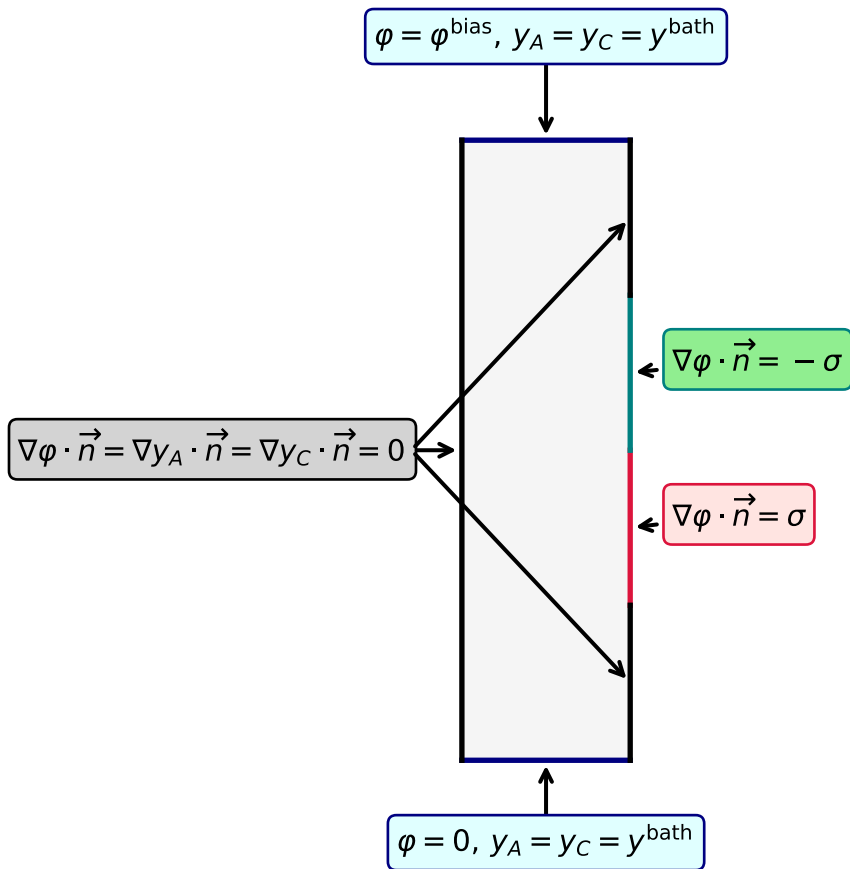 φ = φ^bias, y_A = y_C = y^bath
∇φ · n⃗ = −σ
∇φ · n⃗ = ∇y_A · n⃗ = ∇y_C · n⃗ = 0
∇φ · n⃗ = σ
φ = 0, y_A = y_C = y^bath